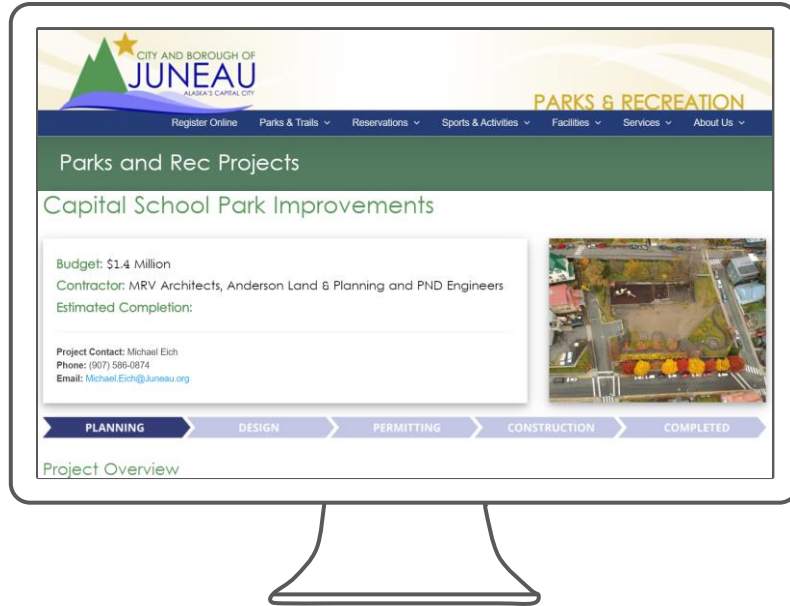 CITY AND BOROUGH OF
JUNEAU
ALASKA'S CAPITAL CITY
PARKS & RECREATION
Register Online Parks & Trails Reservations Sports & Activities Facilities Services About Us
Parks and Rec Projects
Capital School Park Improvements
Budget: $1.4 Million
Contractor: MRV Architects, Anderson Land & Planning and PND Engineers
Estimated Completion:
Project Contact: Michael Eich
Phone: (907) 586-0874
Email: Michael.Eich@Juneau.org
PLANNING DESIGN PERMITTING CONSTRUCTION COMPLETED
Project Overview